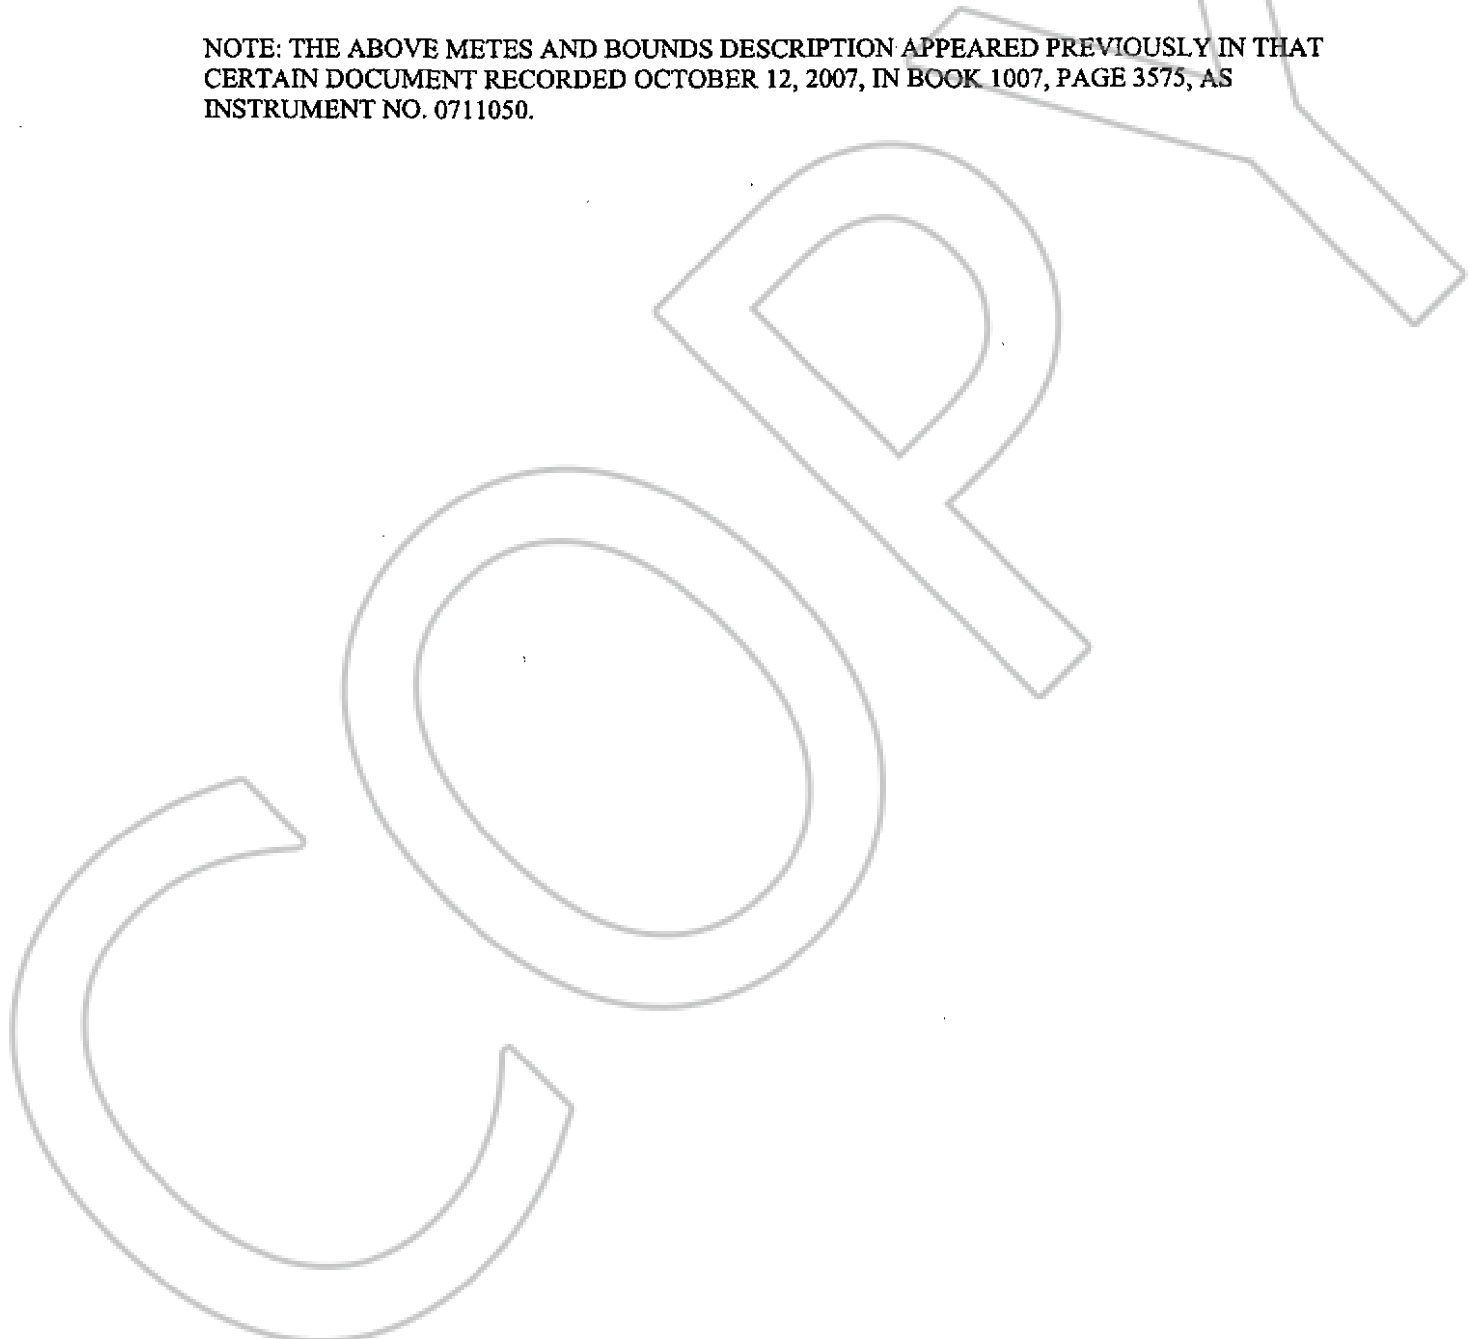 NOTE: THE ABOVE METES AND BOUNDS DESCRIPTION APPEARED PREVIOUSLY IN THAT
CERTAIN DOCUMENT RECORDED OCTOBER 12, 2007, IN BOOK 1007, PAGE 3575, AS
INSTRUMENT NO. 0711050.
COPY